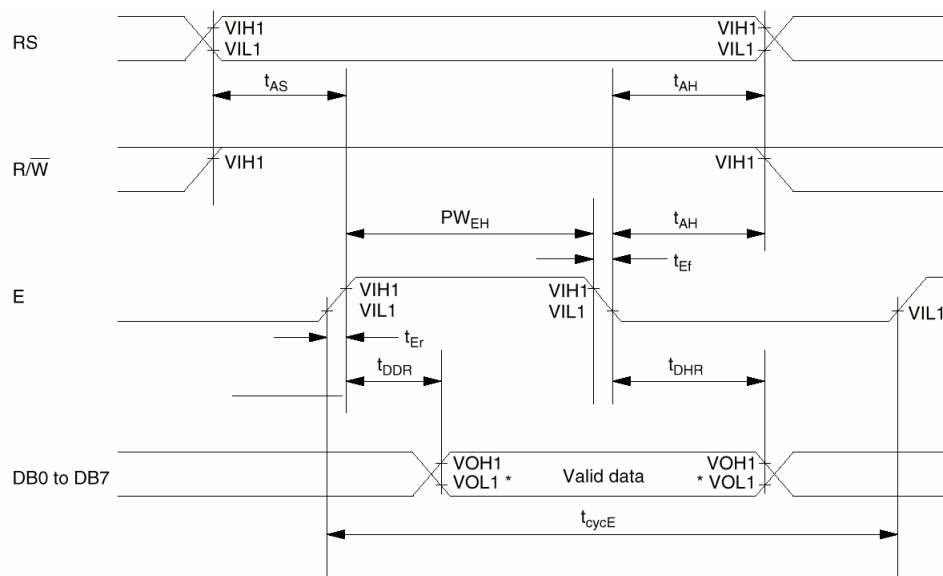 RS
VIH1
VIL1
VIH1
VIL1
tAS
tAH
R/W̅
VIH1
VIH1
PWEH
tAH
tEf
E
VIH1
VIL1
VIH1
VIL1
VIL1
tEr
tDDR
tDHR
DB0 to DB7
VOH1
VOL1 *
Valid data
VOH1
* VOL1
tcycE